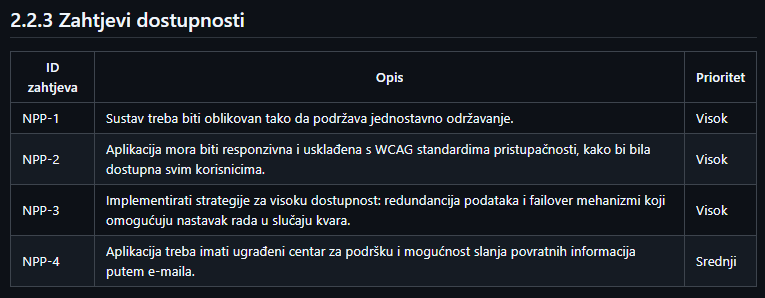 2.2.3 Zahtjevi dostupnosti
ID
zahtjeva
Opis
Prioritet
NPP-1
Sustav treba biti oblikovan tako da podržava jednostavno održavanje.
Visok
NPP-2
Aplikacija mora biti responzivna i usklađena s WCAG standardima pristupačnosti, kako bi bila
dostupna svim korisnicima.
Visok
NPP-3
Implementirati strategije za visoku dostupnost: redundancija podataka i failover mehanizmi koji
omogućuju nastavak rada u slučaju kvara.
Visok
NPP-4
Aplikacija treba imati ugrađeni centar za podršku i mogućnost slanja povratnih informacija
putem e-maila.
Srednji